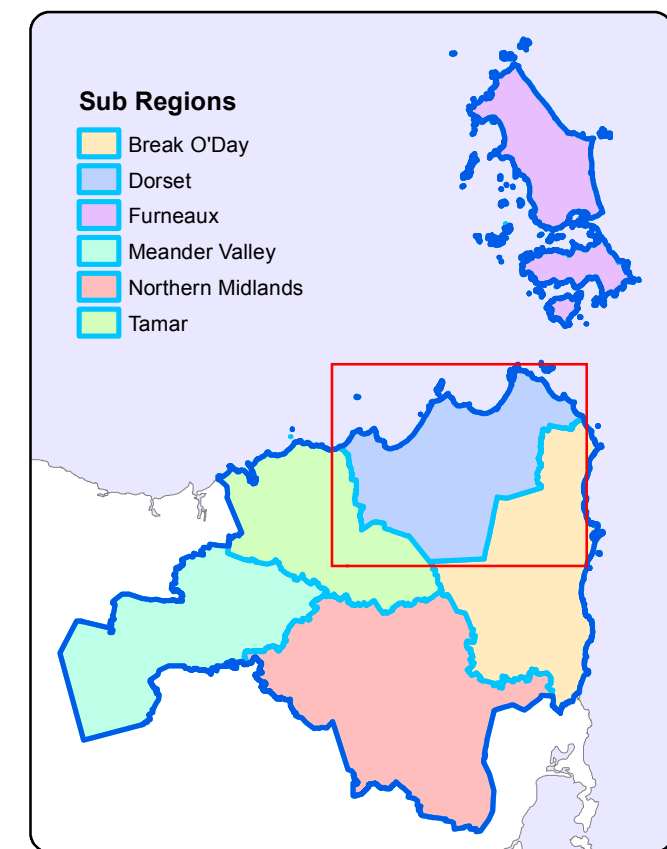 Sub Regions
Break O'Day
Dorset
Furneaux
Meander Valley
Northern Midlands
Tamar